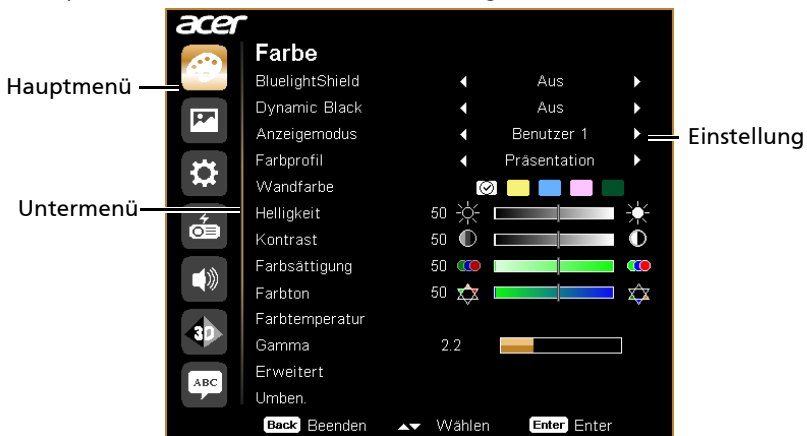 acer
Farbe
Hauptmenü
BluelightShield Aus
Dynamic Black Aus
Anzeigemodus Benutzer 1
Einstellung
Farbprofil Präsentation
Wandfarbe
Untermenü
Helligkeit 50
Kontrast 50
Farbsättigung 50
Farbton 50
Farbtemperatur
3D
Gamma 2.2
Erweitert
ABC
Umben.
Back Beenden Wählen Enter Enter